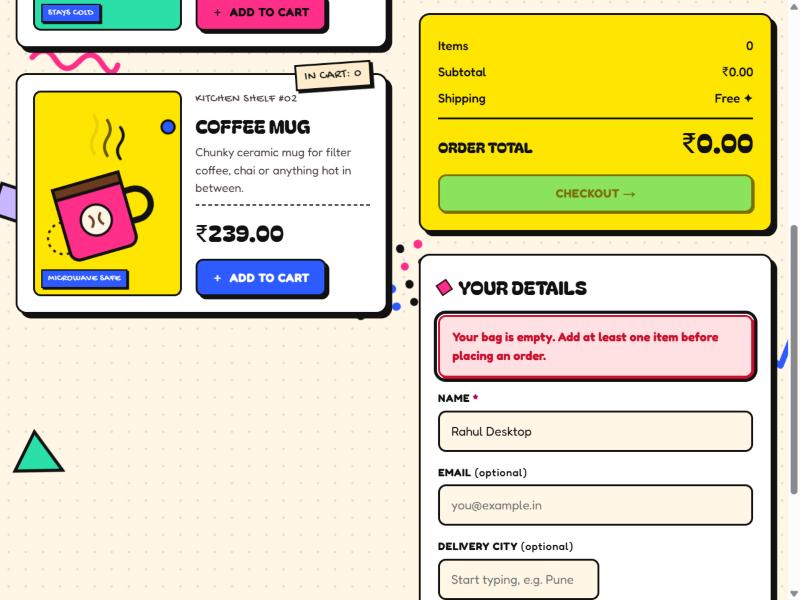 STAYS COLD
+ ADD TO CART
IN CART: 0
KITCHEN SHELF #02
COFFEE MUG
Chunky ceramic mug for filter
coffee, chai or anything hot in
between.
₹239.00
MICROWAVE SAFE
+ ADD TO CART
Items 0
Subtotal ₹0.00
Shipping Free ✦
ORDER TOTAL ₹0.00
CHECKOUT →
YOUR DETAILS
Your bag is empty. Add at least one item before
placing an order.
NAME *
Rahul Desktop
EMAIL (optional)
you@example.in
DELIVERY CITY (optional)
Start typing, e.g. Pune